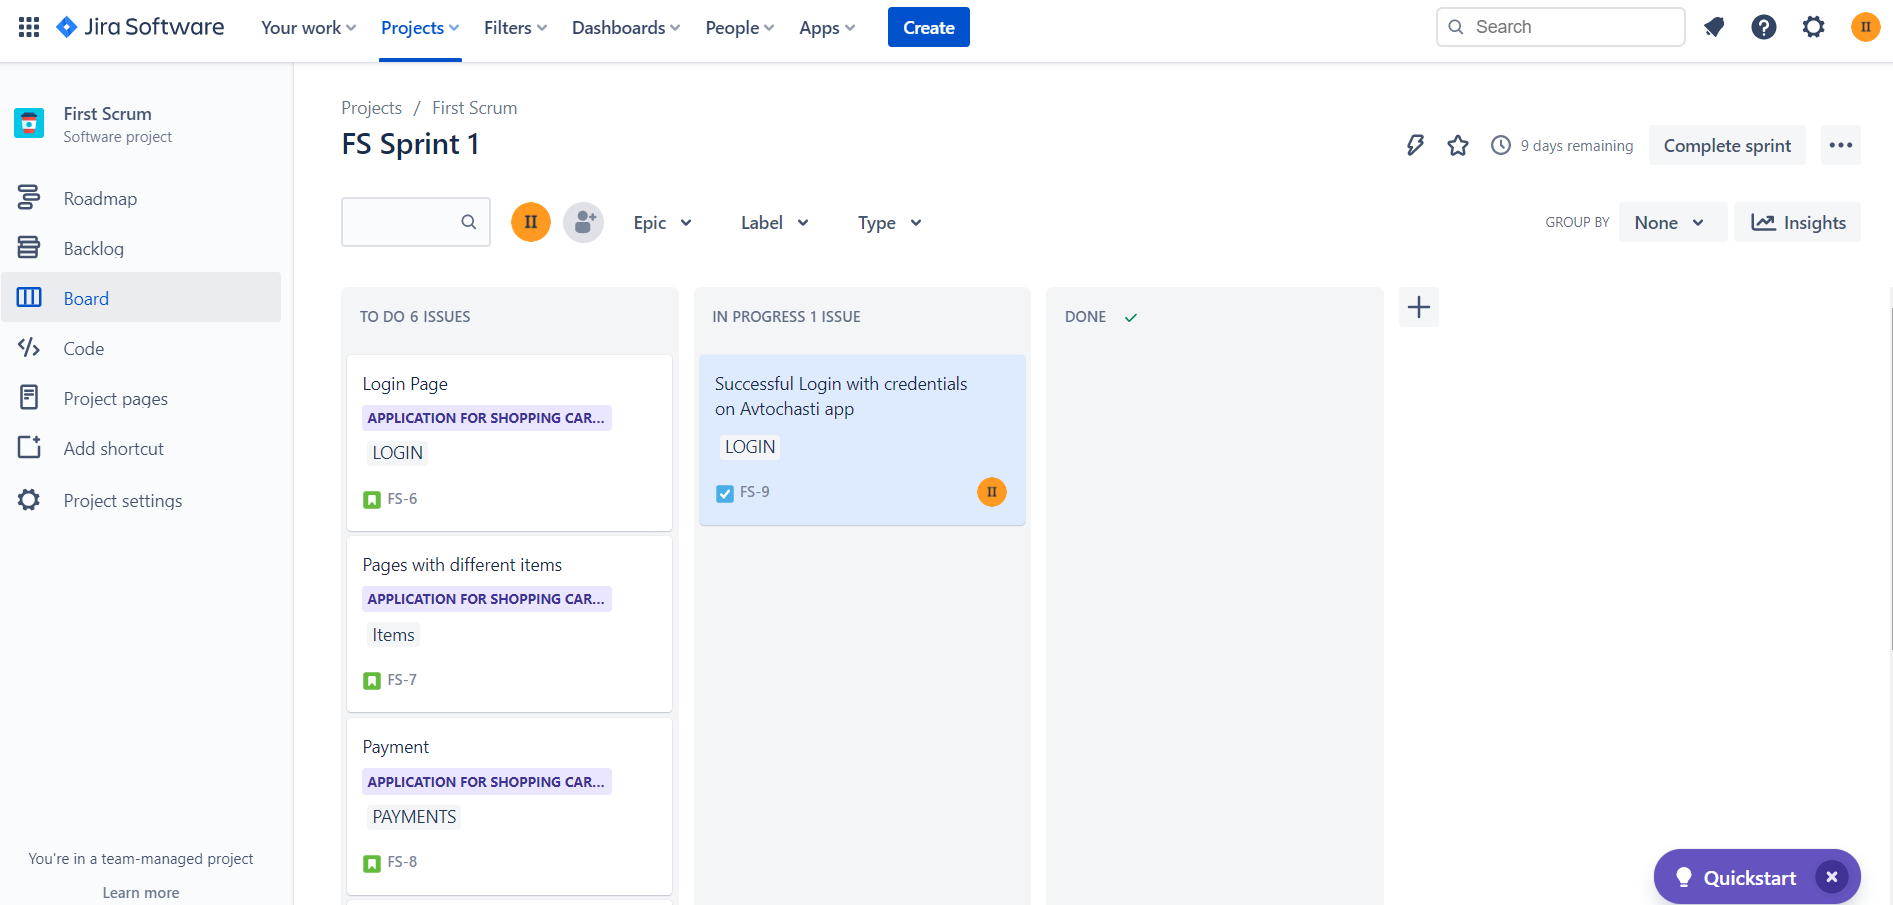 Jira Software
Your work
Projects
Filters
Dashboards
People
Apps
Create
Search
II
First Scrum
Software project
Roadmap
Backlog
Board
Code
Project pages
Add shortcut
Project settings
You're in a team-managed project
Learn more
Projects / First Scrum
FS Sprint 1
9 days remaining
Complete sprint
II
Epic
Label
Type
GROUP BY
None
Insights
TO DO 6 ISSUES
Login Page
APPLICATION FOR SHOPPING CAR...
LOGIN
FS-6
Pages with different items
APPLICATION FOR SHOPPING CAR...
Items
FS-7
Payment
APPLICATION FOR SHOPPING CAR...
PAYMENTS
FS-8
IN PROGRESS 1 ISSUE
Successful Login with credentials
on Avtochasti app
LOGIN
FS-9
II
DONE
Quickstart